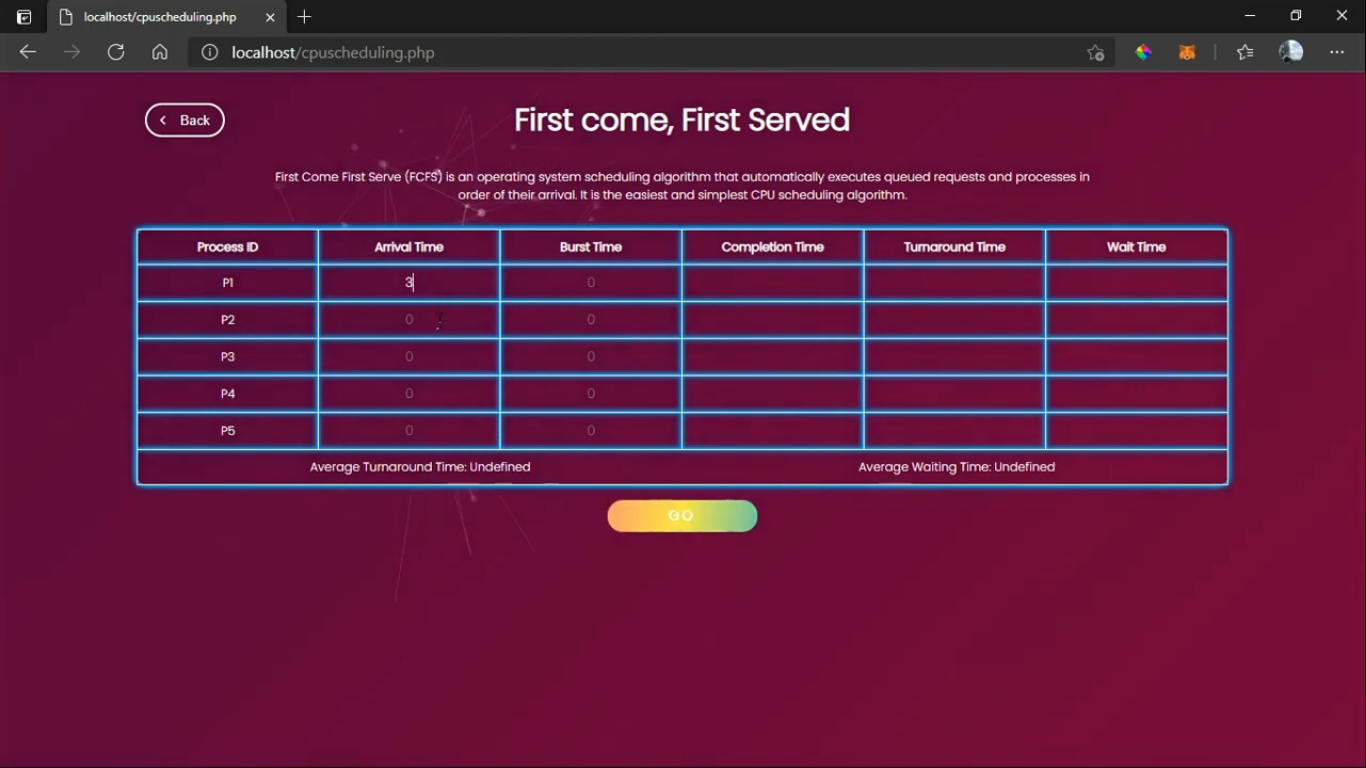 localhost/cpuscheduling.php
localhost/cpuscheduling.php
Back
First come, First Served
First Come First Serve (FCFS) is an operating system scheduling algorithm that automatically executes queued requests and processes in
order of their arrival. It is the easiest and simplest CPU scheduling algorithm.
Process ID Arrival Time Burst Time Completion Time Turnaround Time Wait Time
P1 3 0
P2 0 0
P3 0 0
P4 0 0
P5 0 0
Average Turnaround Time: Undefined Average Waiting Time: Undefined
GO